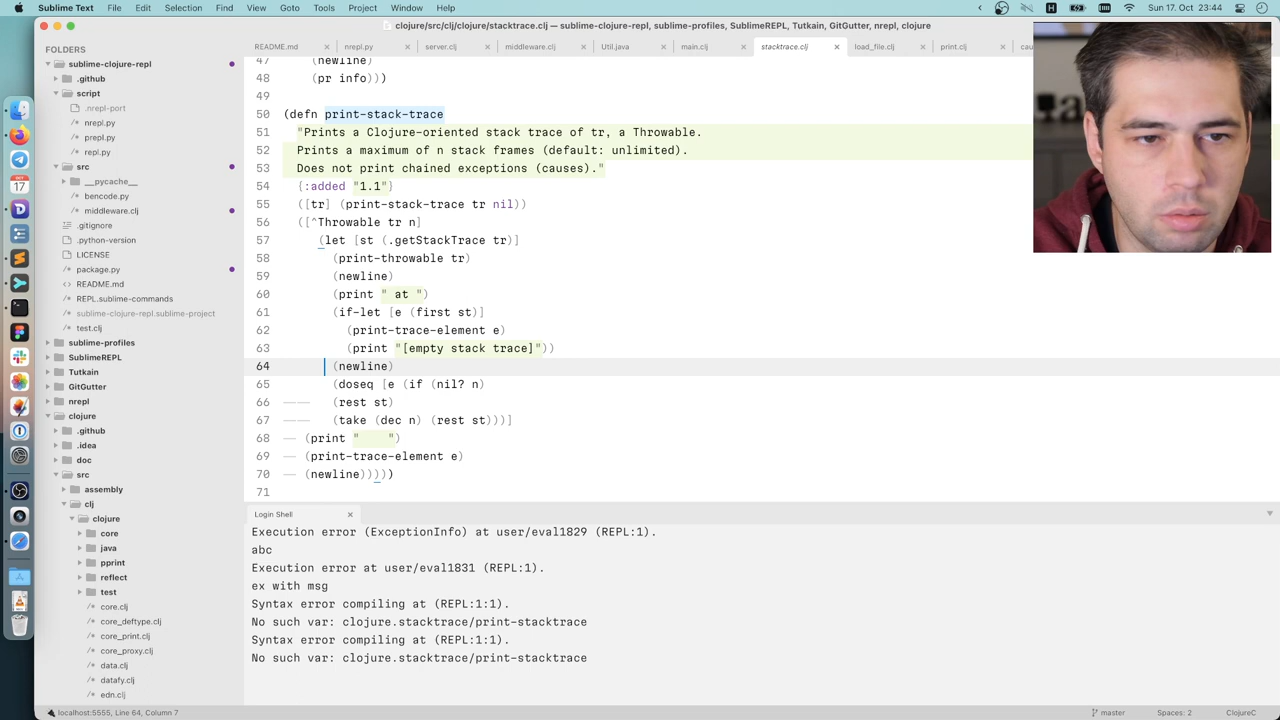 Sublime Text File Edit Selection Find View Goto Tools Project Window Help Sun 17. Oct 23:44
clojure/src/clj/clojure/stacktrace.clj — sublime-clojure-repl, sublime-profiles, SublimeREPL, Tutkain, GitGutter, nrepl, clojure
FOLDERS
sublime-clojure-repl
.github
script
.nrepl-port
nrepl.py
prepl.py
repl.py
src
__pycache__
bencode.py
middleware.clj
.gitignore
.python-version
LICENSE
package.py
README.md
REPL.sublime-commands
sublime-clojure-repl.sublime-project
test.clj
sublime-profiles
SublimeREPL
Tutkain
GitGutter
nrepl
clojure
.github
.idea
doc
src
assembly
clj
clojure
core
java
pprint
reflect
test
core.clj
core_deftype.clj
core_print.clj
core_proxy.clj
data.clj
datafy.clj
edn.clj
README.md nrepl.py server.clj middleware.clj Util.java main.clj stacktrace.clj load_file.clj print.clj cau
47 (newline)
48 (pr info)))
49
50 (defn print-stack-trace
51 "Prints a Clojure-oriented stack trace of tr, a Throwable.
52 Prints a maximum of n stack frames (default: unlimited).
53 Does not print chained exceptions (causes)."
54 {:added "1.1"}
55 ([tr] (print-stack-trace tr nil))
56 ([^Throwable tr n]
57 (let [st (.getStackTrace tr)]
58 (print-throwable tr)
59 (newline)
60 (print " at ")
61 (if-let [e (first st)]
62 (print-trace-element e)
63 (print "[empty stack trace]"))
64 (newline)
65 (doseq [e (if (nil? n)
66 (rest st)
67 (take (dec n) (rest st)))]
68 (print "    ")
69 (print-trace-element e)
70 (newline)))))
71
Login Shell
Execution error (ExceptionInfo) at user/eval1829 (REPL:1).
abc
Execution error at user/eval1831 (REPL:1).
ex with msg
Syntax error compiling at (REPL:1:1).
No such var: clojure.stacktrace/print-stacktrace
Syntax error compiling at (REPL:1:1).
No such var: clojure.stacktrace/print-stacktrace
localhost:5555, Line 64, Column 7 master Spaces: 2 ClojureC